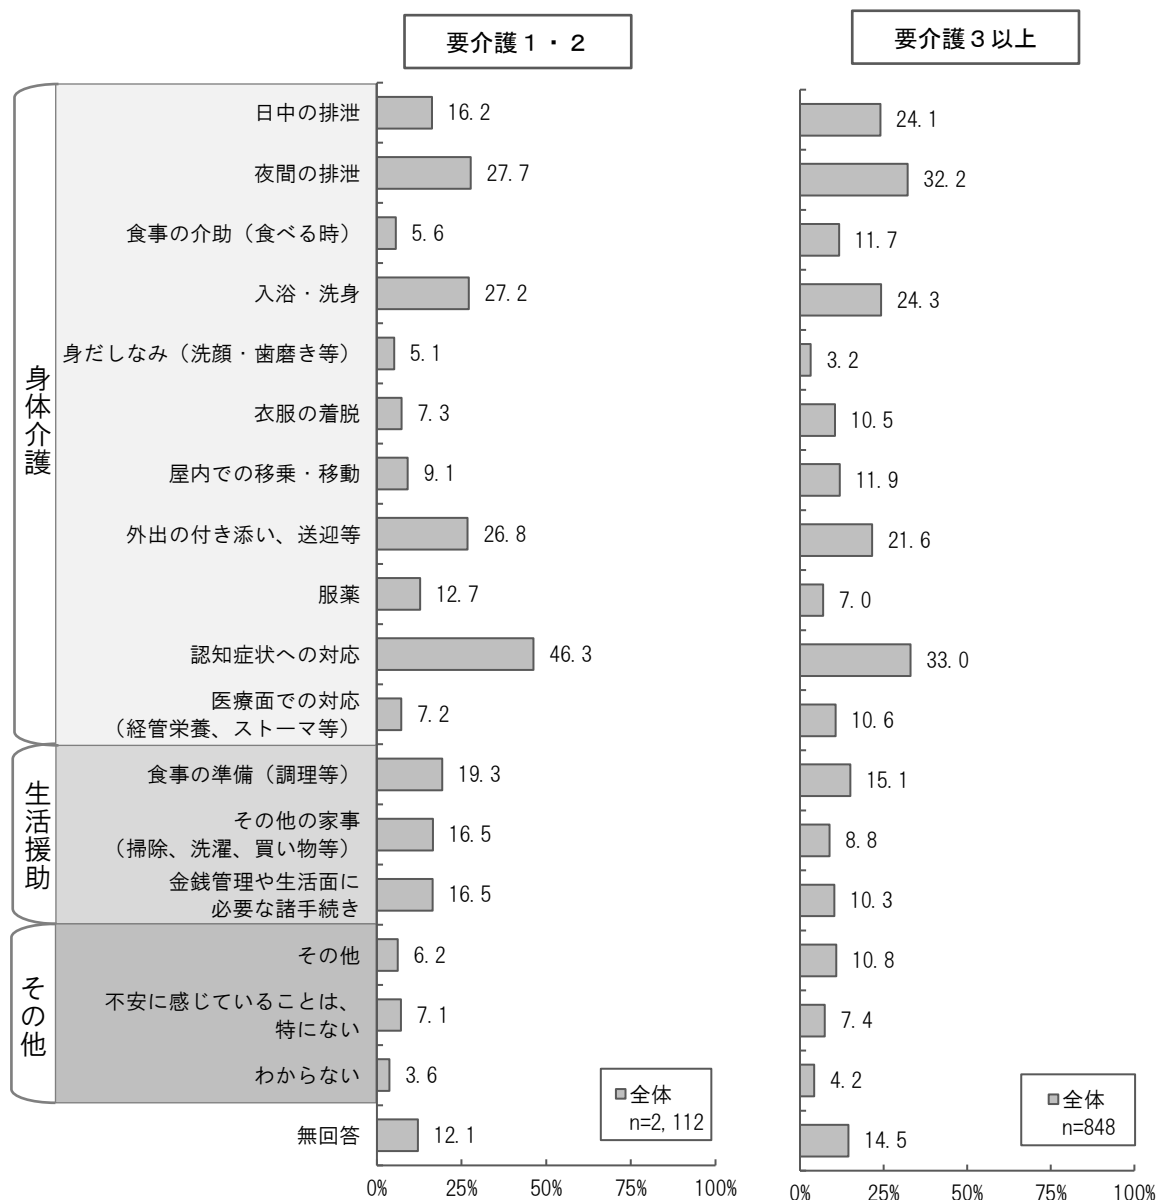 要介護１・２
要介護３以上
身体介護
日中の排泄 16.2 24.1
夜間の排泄 27.7 32.2
食事の介助（食べる時） 5.6 11.7
入浴・洗身 27.2 24.3
身だしなみ（洗顔・歯磨き等） 5.1 3.2
衣服の着脱 7.3 10.5
屋内での移乗・移動 9.1 11.9
外出の付き添い、送迎等 26.8 21.6
服薬 12.7 7.0
認知症状への対応 46.3 33.0
医療面での対応
（経管栄養、ストーマ等） 7.2 10.6
生活援助
食事の準備（調理等） 19.3 15.1
その他の家事
（掃除、洗濯、買い物等） 16.5 8.8
金銭管理や生活面に
必要な諸手続き 16.5 10.3
その他
その他 6.2 10.8
不安に感じていることは、
特にない 7.1 7.4
わからない 3.6 4.2
無回答 12.1 14.5
全体
n=2,112
全体
n=848
0% 25% 50% 75% 100%
0% 25% 50% 75% 100%